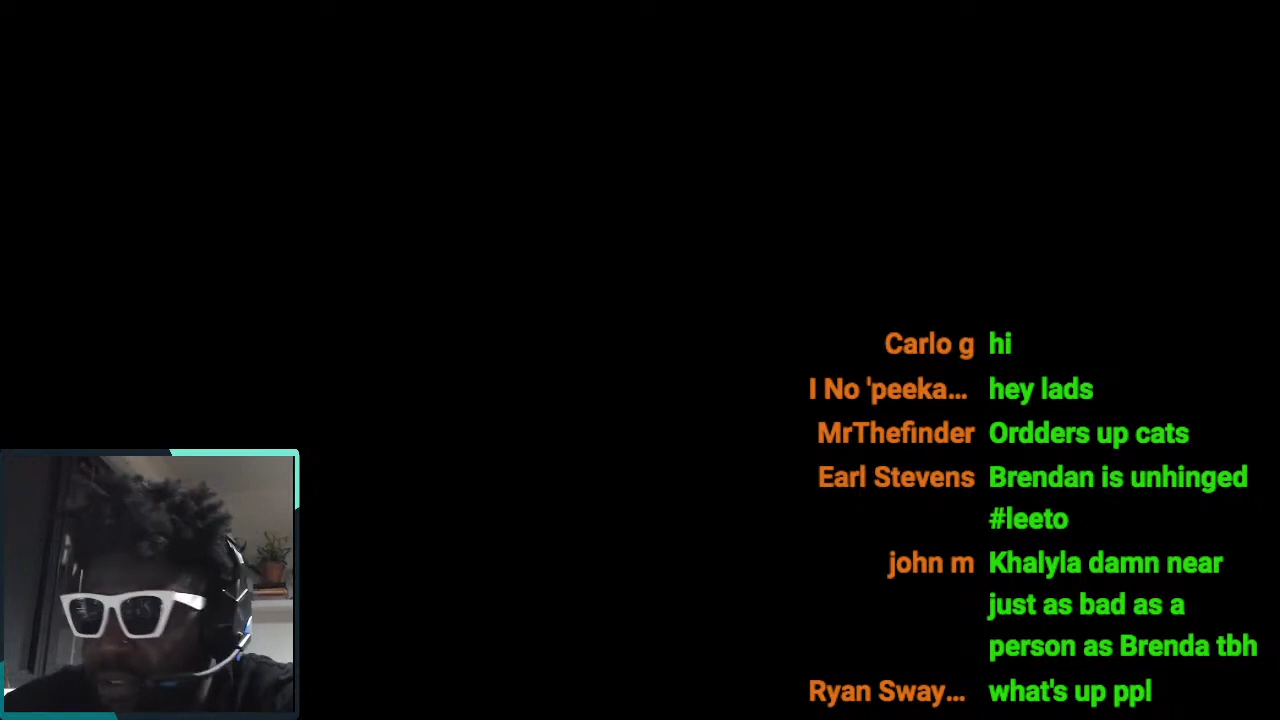 Carlo g hi
I No 'peeka... hey lads
MrThefinder Ordders up cats
Earl Stevens Brendan is unhinged
#leeto
john m Khalyla damn near
just as bad as a
person as Brenda tbh
Ryan Sway... what's up ppl